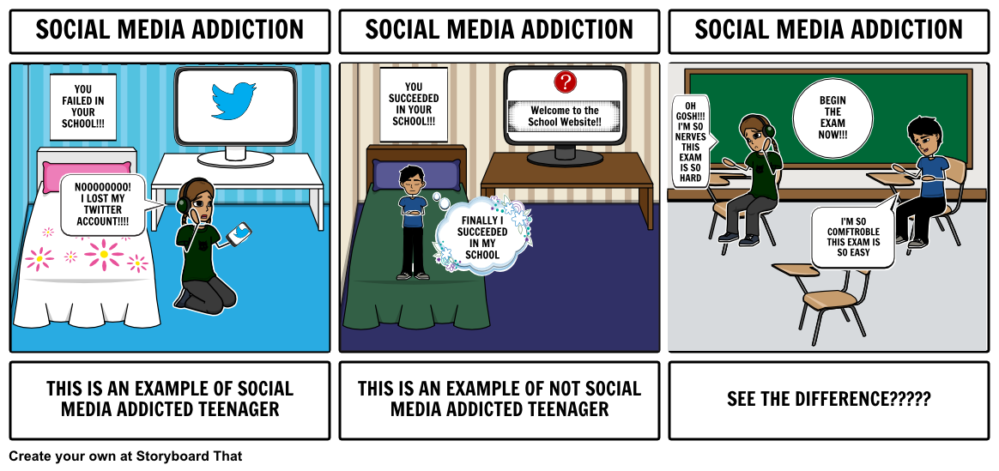 SOCIAL MEDIA ADDICTION
SOCIAL MEDIA ADDICTION
SOCIAL MEDIA ADDICTION
YOU
FAILED IN
YOUR
SCHOOL!!!
NOOOOOOOO!
I LOST MY
TWITTER
ACCOUNT!!!!
YOU
SUCCEEDED
IN YOUR
SCHOOL!!!
?
Welcome to the
School Website!!
FINALLY I
SUCCEEDED
IN MY
SCHOOL
OH
GOSH!!!
I'M SO
NERVES
THIS
EXAM
IS SO
HARD
BEGIN
THE
EXAM
NOW!!!
I'M SO
COMFTROBLE
THIS EXAM IS
SO EASY
THIS IS AN EXAMPLE OF SOCIAL
MEDIA ADDICTED TEENAGER
THIS IS AN EXAMPLE OF NOT SOCIAL
MEDIA ADDICTED TEENAGER
SEE THE DIFFERENCE?????
Create your own at Storyboard That